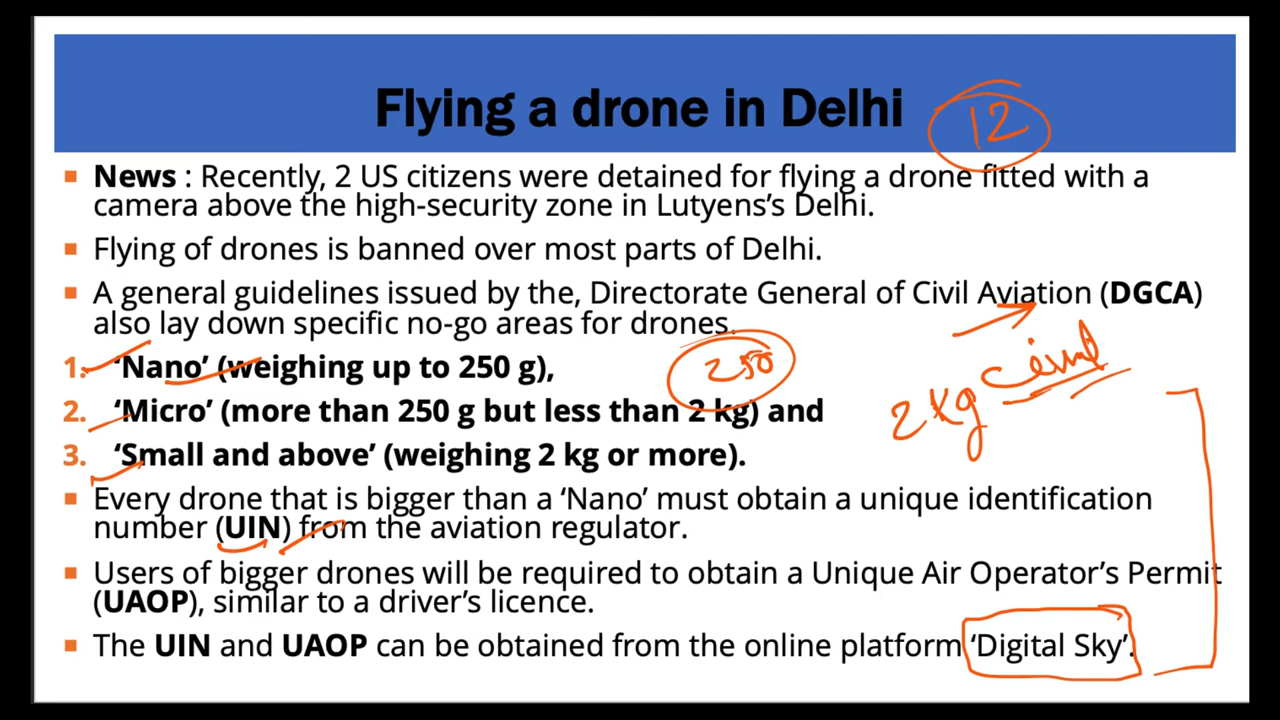 Flying a drone in Delhi
12
▪ News : Recently, 2 US citizens were detained for flying a drone fitted with a
camera above the high-security zone in Lutyens's Delhi.
▪ Flying of drones is banned over most parts of Delhi.
▪ A general guidelines issued by the, Directorate General of Civil Aviation (DGCA)
also lay down specific no-go areas for drones.
1. ‘Nano’ (weighing up to 250 g),
250
2 kg
2. ‘Micro’ (more than 250 g but less than 2 kg) and
3. ‘Small and above’ (weighing 2 kg or more).
▪ Every drone that is bigger than a ‘Nano’ must obtain a unique identification
number (UIN) from the aviation regulator.
▪ Users of bigger drones will be required to obtain a Unique Air Operator’s Permit
(UAOP), similar to a driver’s licence.
▪ The UIN and UAOP can be obtained from the online platform ‘Digital Sky’.